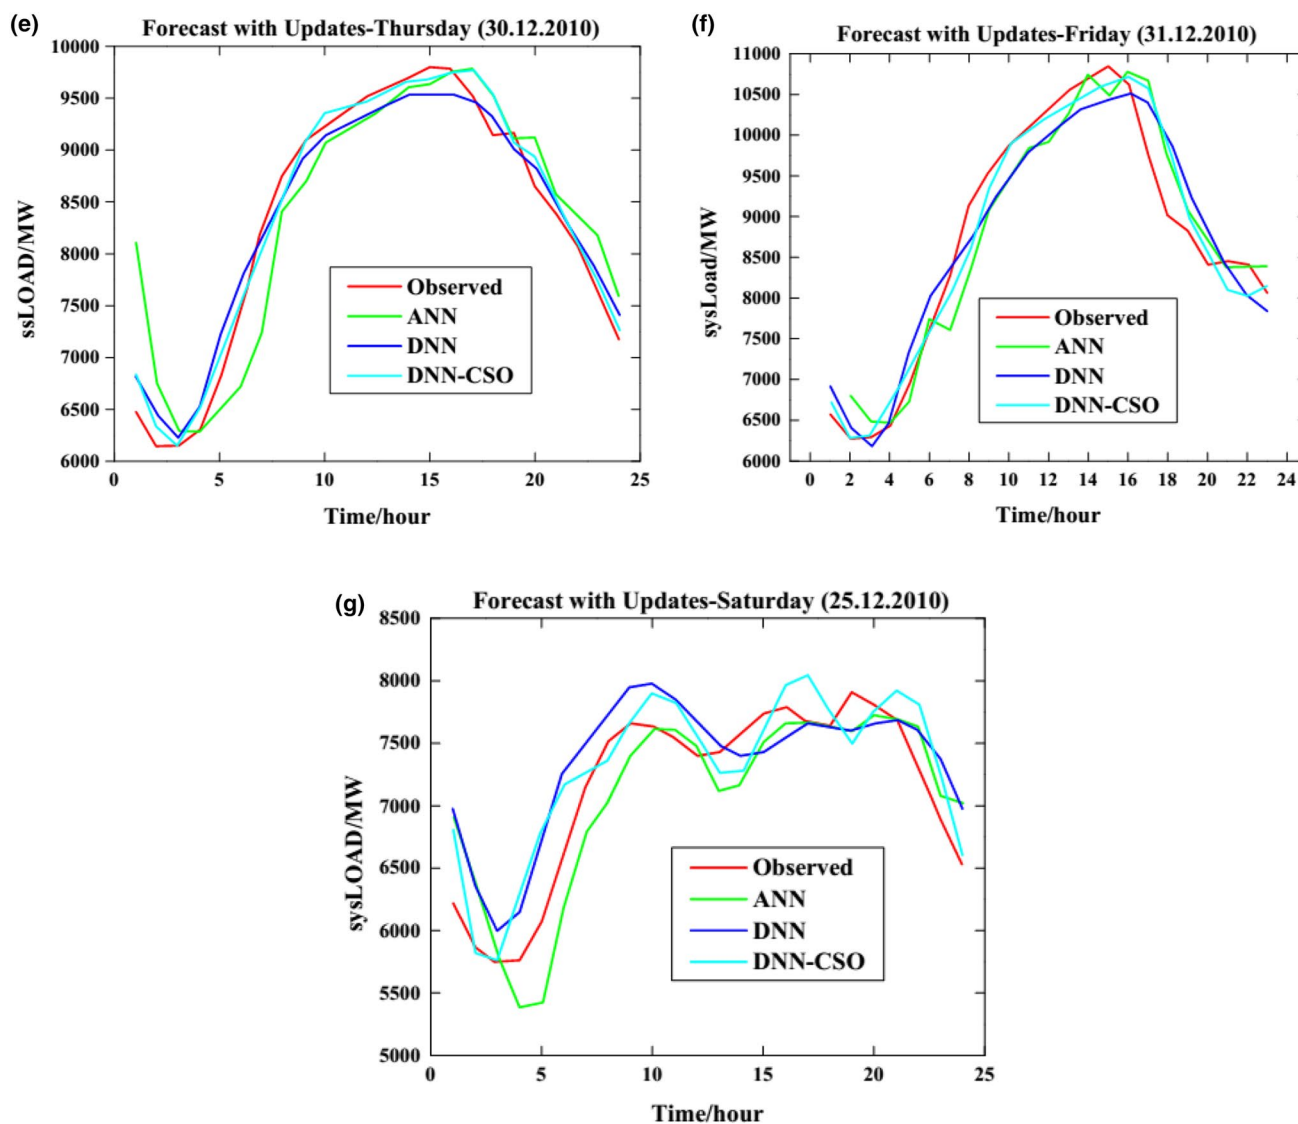 (e)
Forecast with Updates-Thursday (30.12.2010)
10000
9500
9000
8500
8000
7500
7000
6500
6000
ssLOAD/MW
Observed
ANN
DNN
DNN-CSO
0 5 10 15 20 25
Time/hour
(f)
Forecast with Updates-Friday (31.12.2010)
11000
10500
10000
9500
9000
8500
8000
7500
7000
6500
6000
sysLoad/MW
Observed
ANN
DNN
DNN-CSO
0 2 4 6 8 10 12 14 16 18 20 22 24
Time/hour
(g)
Forecast with Updates-Saturday (25.12.2010)
8500
8000
7500
7000
6500
6000
5500
5000
sysLOAD/MW
Observed
ANN
DNN
DNN-CSO
0 5 10 15 20 25
Time/hour